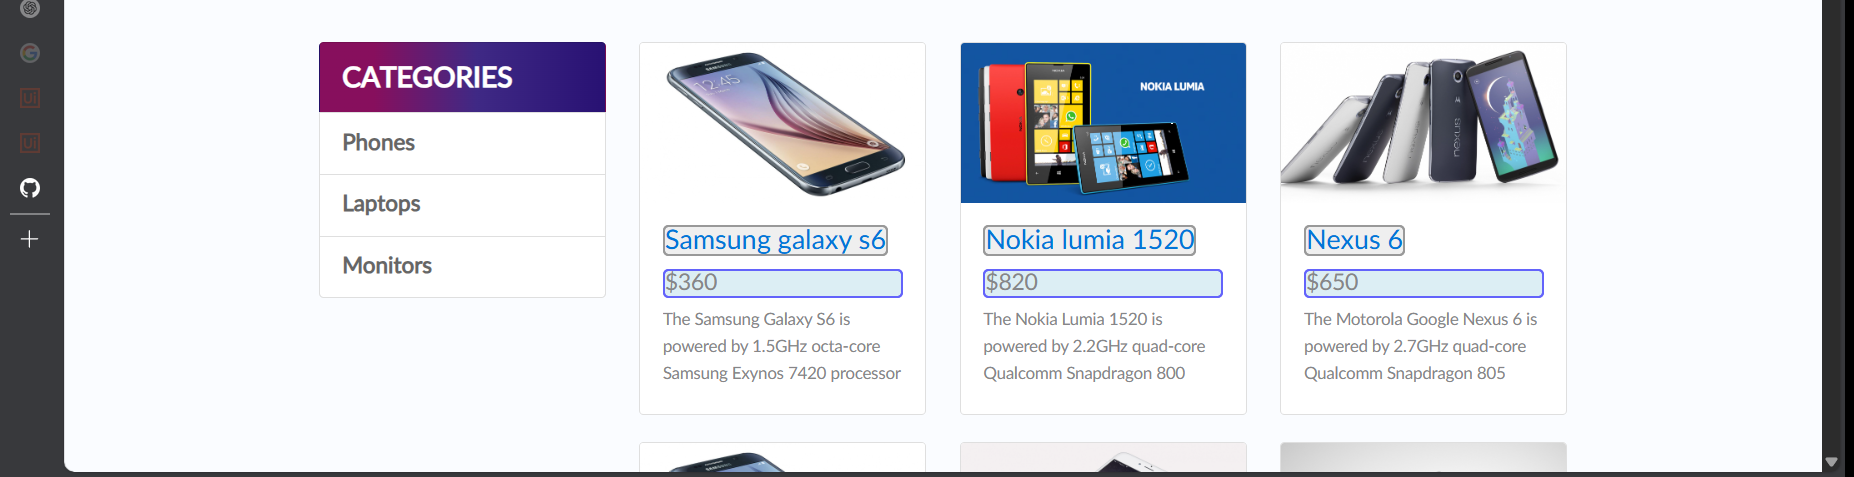 CATEGORIES
Phones
Laptops
Monitors
12:45
Samsung galaxy s6
$360
The Samsung Galaxy S6 is
powered by 1.5GHz octa-core
Samsung Exynos 7420 processor
NOKIA LUMIA
Nokia lumia 1520
$820
The Nokia Lumia 1520 is
powered by 2.2GHz quad-core
Qualcomm Snapdragon 800
nexus
Nexus 6
$650
The Motorola Google Nexus 6 is
powered by 2.7GHz quad-core
Qualcomm Snapdragon 805